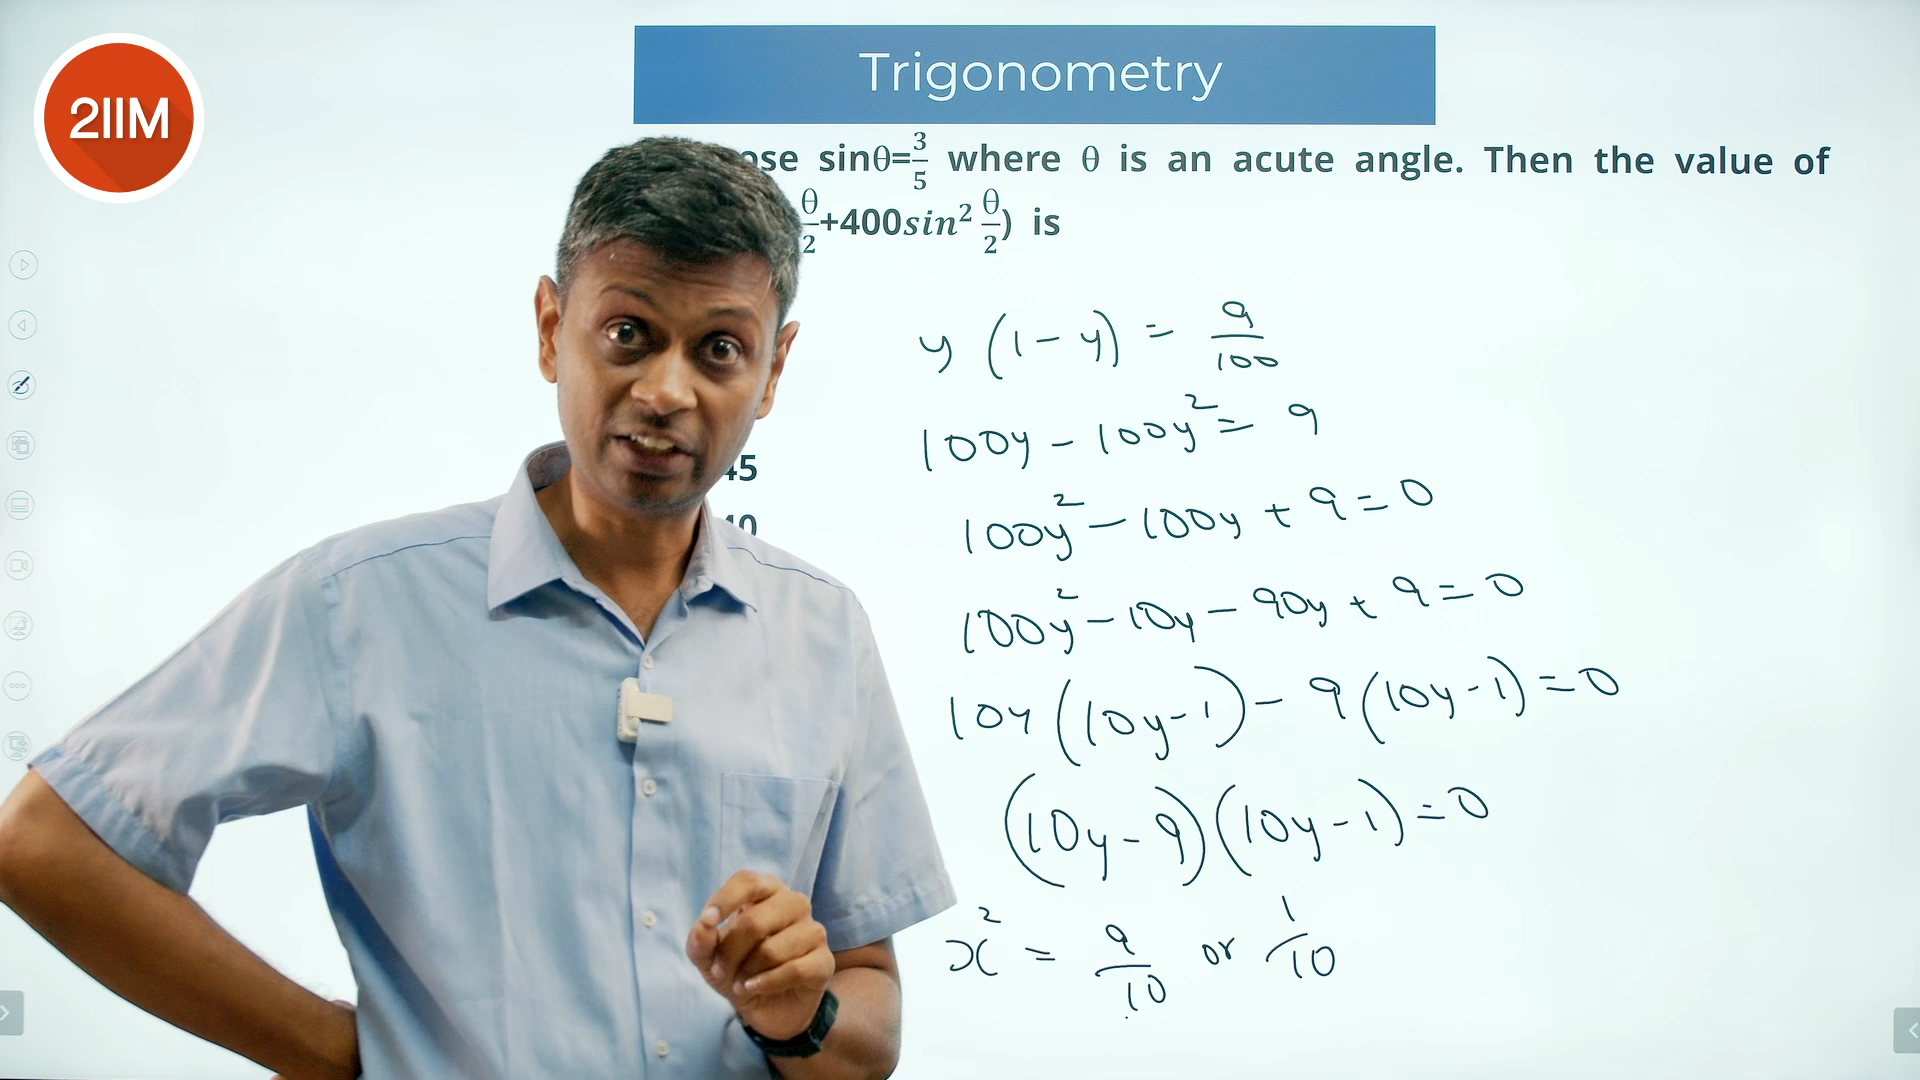 2IIM
Trigonometry
ose sinθ=3/5 where θ is an acute angle. Then the value of
θ/2+400sin² θ/2) is
y (1 - y) = 9/100
100y - 100y² = 9
45
100y² - 100y + 9 = 0
100y² - 10y - 90y + 9 = 0
10y (10y - 1) - 9 (10y - 1) = 0
(10y - 9) (10y - 1) = 0
x² = 9/10 or 1/10